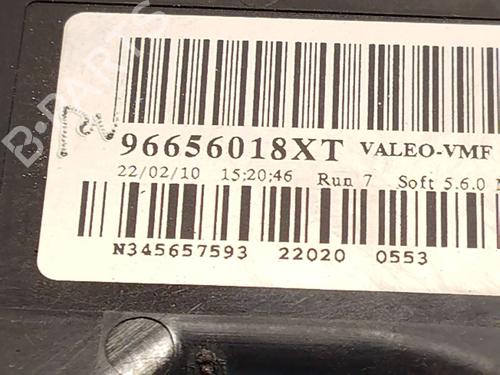 96656018XT VALEO-VMF
22/02/10 15:20:46 Run 7 Soft 5.6.0
N345657593 22020 0553
B-PARTS